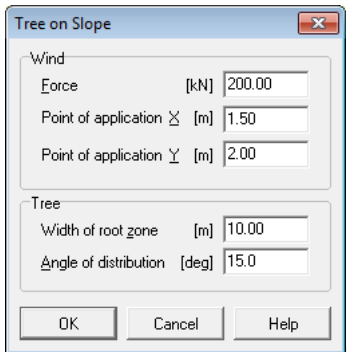 Tree on Slope
Wind
Force [kN] 200.00
Point of application X [m] 1.50
Point of application Y [m] 2.00
Tree
Width of root zone [m] 10.00
Angle of distribution [deg] 15.0
OK Cancel Help